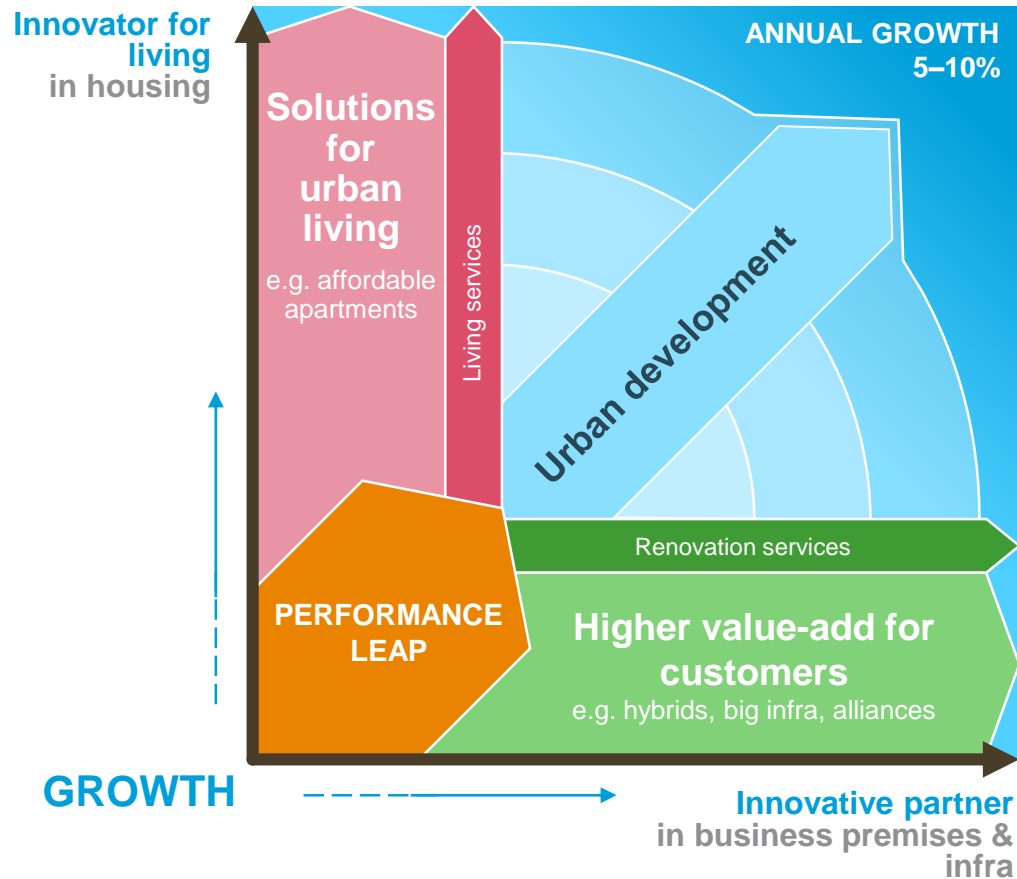 Innovator for
living
in housing
ANNUAL GROWTH
5–10%
Solutions
for
urban
living
e.g. affordable
apartments
Living services
Urban development
Renovation services
PERFORMANCE
LEAP
Higher value-add for
customers
e.g. hybrids, big infra, alliances
GROWTH
Innovative partner
in business premises &
infra